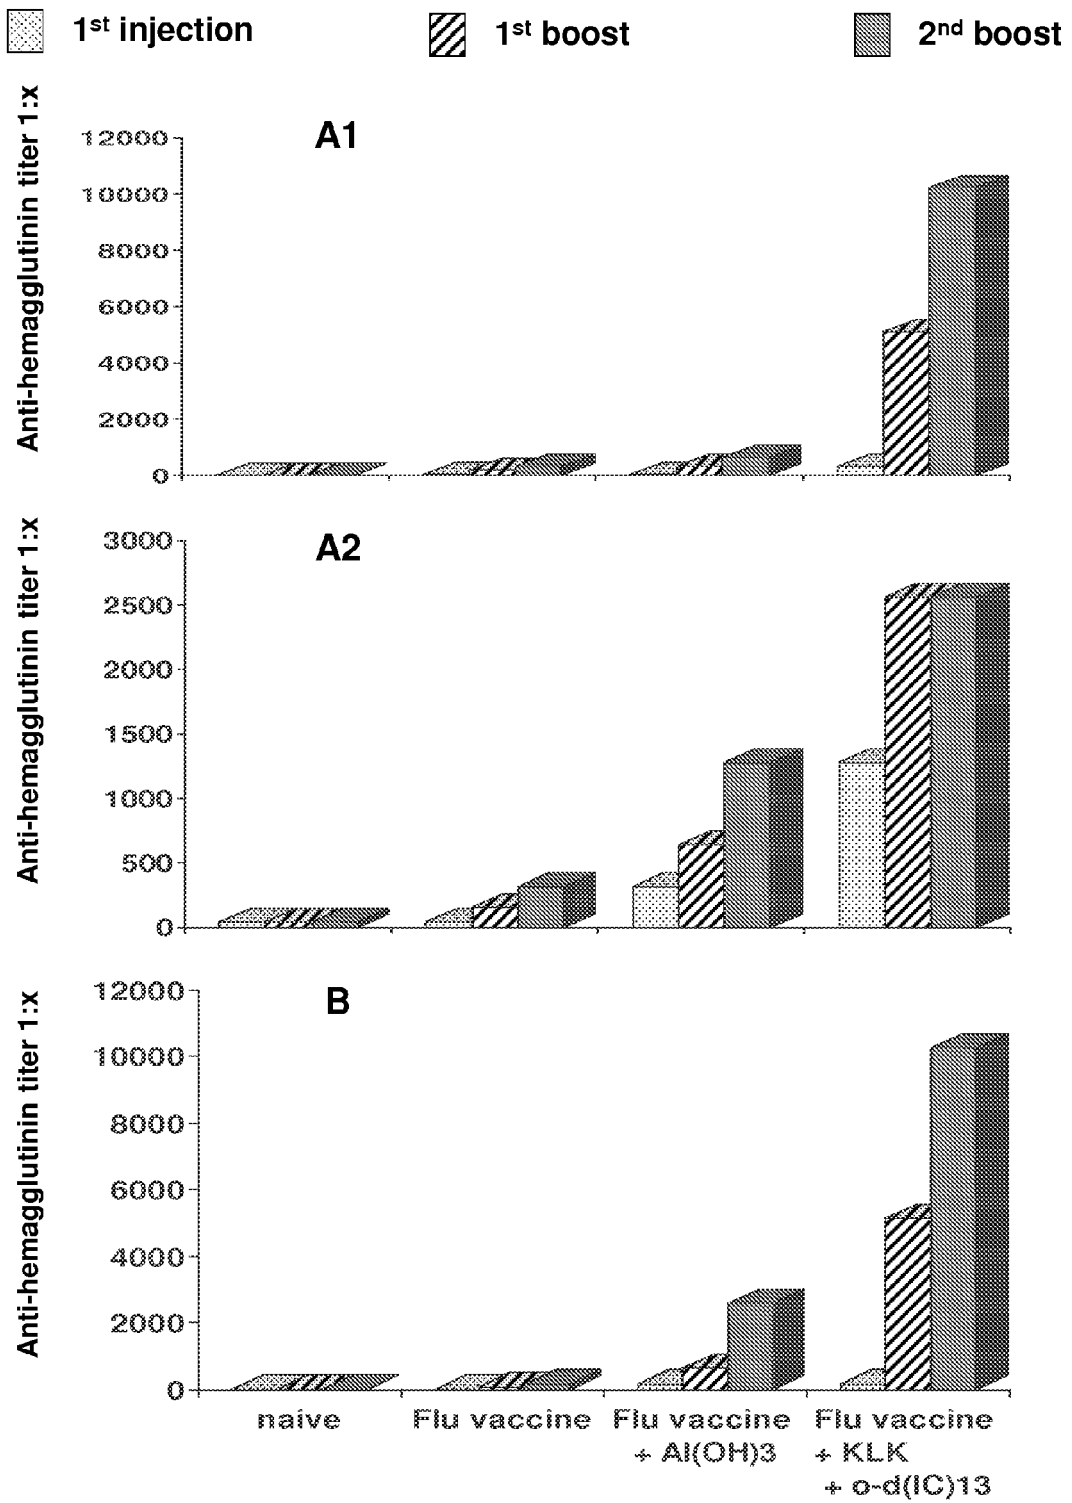 1st injection 1st boost 2nd boost
Anti-hemagglutinin titer 1:x
A1
12000
10000
8000
6000
4000
2000
0
Anti-hemagglutinin titer 1:x
A2
3000
2500
2000
1500
1000
500
0
Anti-hemagglutinin titer 1:x
B
12000
10000
8000
6000
4000
2000
0
naïve Flu vaccine Flu vaccine Flu vaccine
+ Al(OH)3 + KLK
+ o-d(IC)13